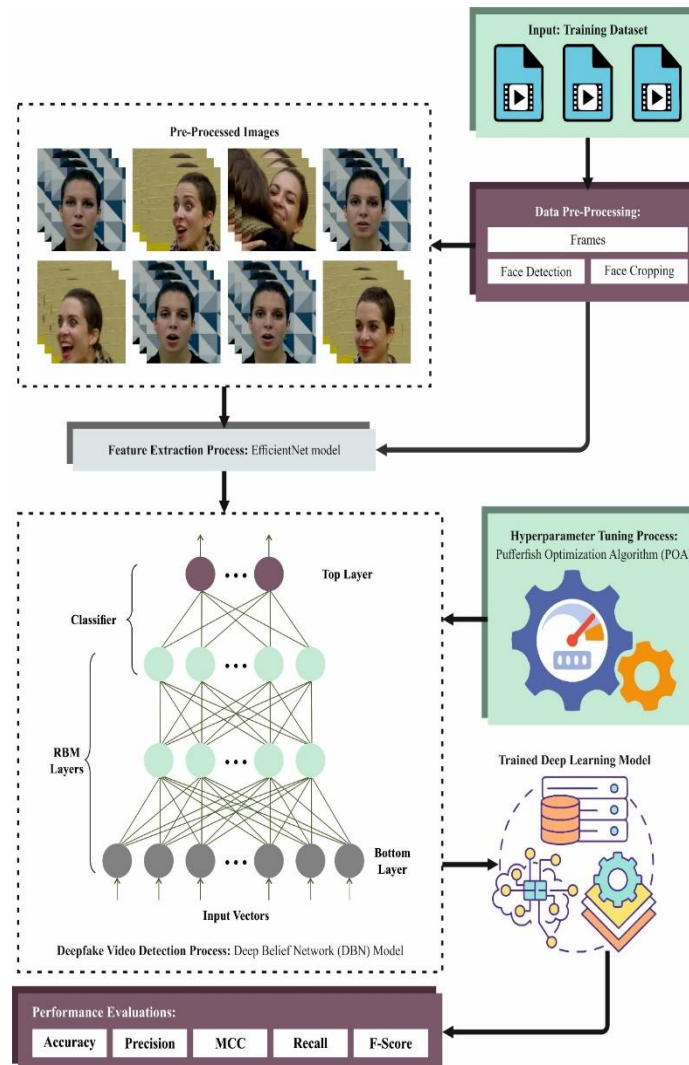 Input: Training Dataset
Pre-Processed Images
Data Pre-Processing:
Frames
Face Detection
Face Cropping
Feature Extraction Process: EfficientNet model
Hyperparameter Tuning Process:
Pufferfish Optimization Algorithm (POA
Top Layer
Classifier
RBM
Layers
Bottom
Layer
Input Vectors
Deepfake Video Detection Process: Deep Belief Network (DBN) Model
Trained Deep Learning Model
Performance Evaluations:
Accuracy
Precision
MCC
Recall
F-Score